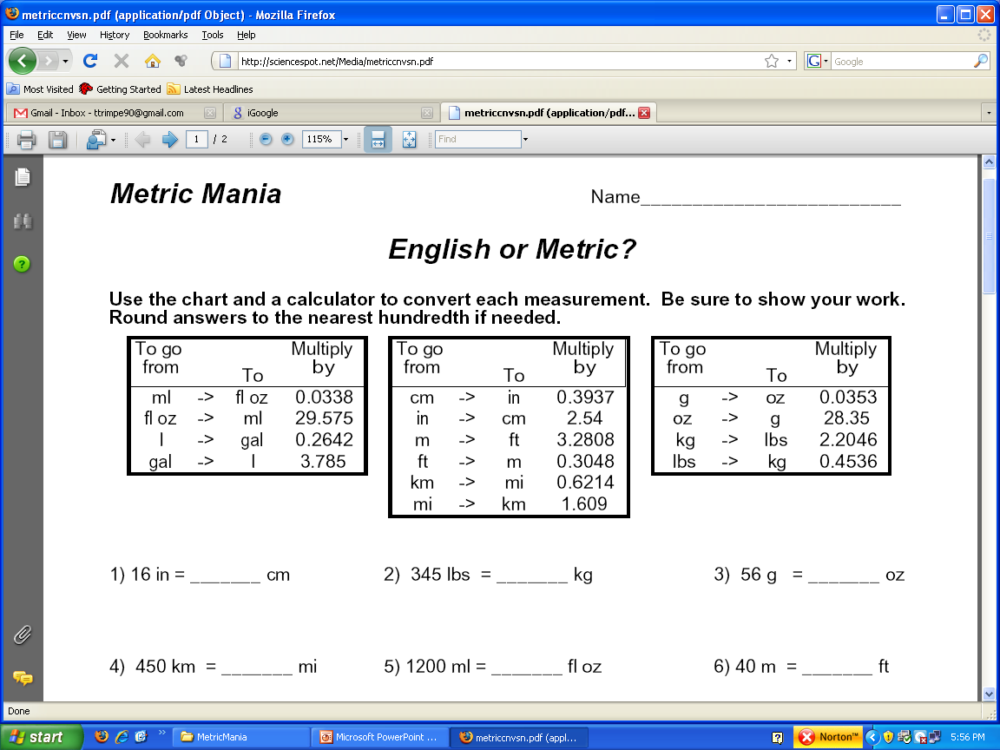 metriccnvsn.pdf (application/pdf Object) - Mozilla Firefox
File Edit View History Bookmarks Tools Help
http://sciencespot.net/Media/metriccnvsn.pdf
G Google
Most Visited Getting Started Latest Headlines
Gmail - Inbox - ttrimpe90@gmail.com iGoogle metriccnvsn.pdf (application/pdf...
1 / 2 115% Find
Metric Mania Name_________________________
English or Metric?
Use the chart and a calculator to convert each measurement. Be sure to show your work.
Round answers to the nearest hundredth if needed.
To go from To Multiply by
ml -> fl oz 0.0338
fl oz -> ml 29.575
l -> gal 0.2642
gal -> l 3.785
To go from To Multiply by
cm -> in 0.3937
in -> cm 2.54
m -> ft 3.2808
ft -> m 0.3048
km -> mi 0.6214
mi -> km 1.609
To go from To Multiply by
g -> oz 0.0353
oz -> g 28.35
kg -> lbs 2.2046
lbs -> kg 0.4536
1) 16 in = _______ cm 2) 345 lbs = _______ kg 3) 56 g = _______ oz
4) 450 km = _______ mi 5) 1200 ml = _______ fl oz 6) 40 m = _______ ft
Done
start MetricMania Microsoft PowerPoint ... metriccnvsn.pdf (appl... Norton™ 5:56 PM